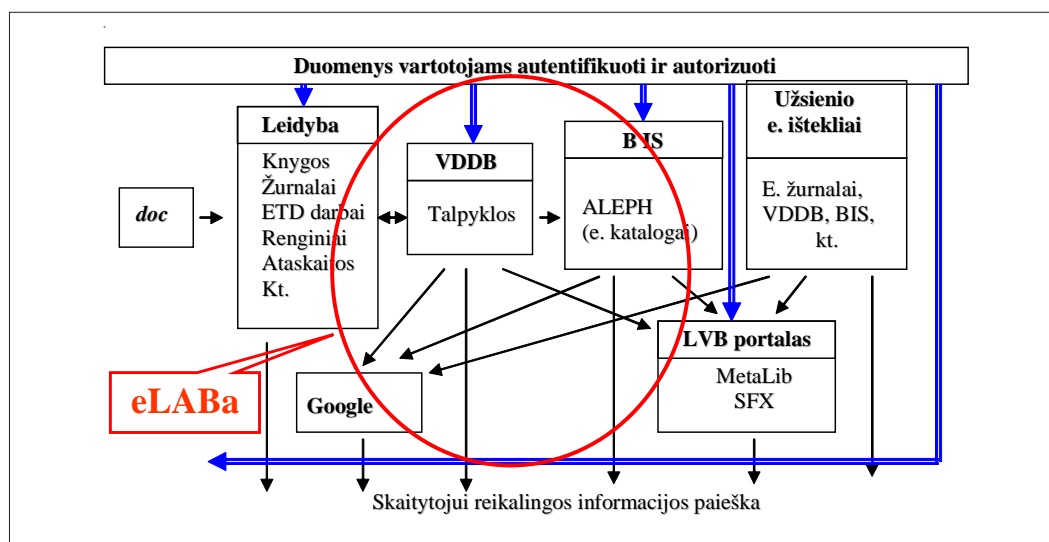 Duomenys vartotojams autentifikuoti ir autorizuoti
Leidyba
Knygos
Žurnalai
ETD darbai
Renginiai
Ataskaitos
Kt.
doc
VDDB
Talpyklos
B IS
ALEPH
(e. katalogai)
Užsienio
e. ištekliai
E. žurnalai,
VDDB, BIS,
kt.
LVB portalas
MetaLib
SFX
eLABa
Google
Skaitytojui reikalingos informacijos paieška